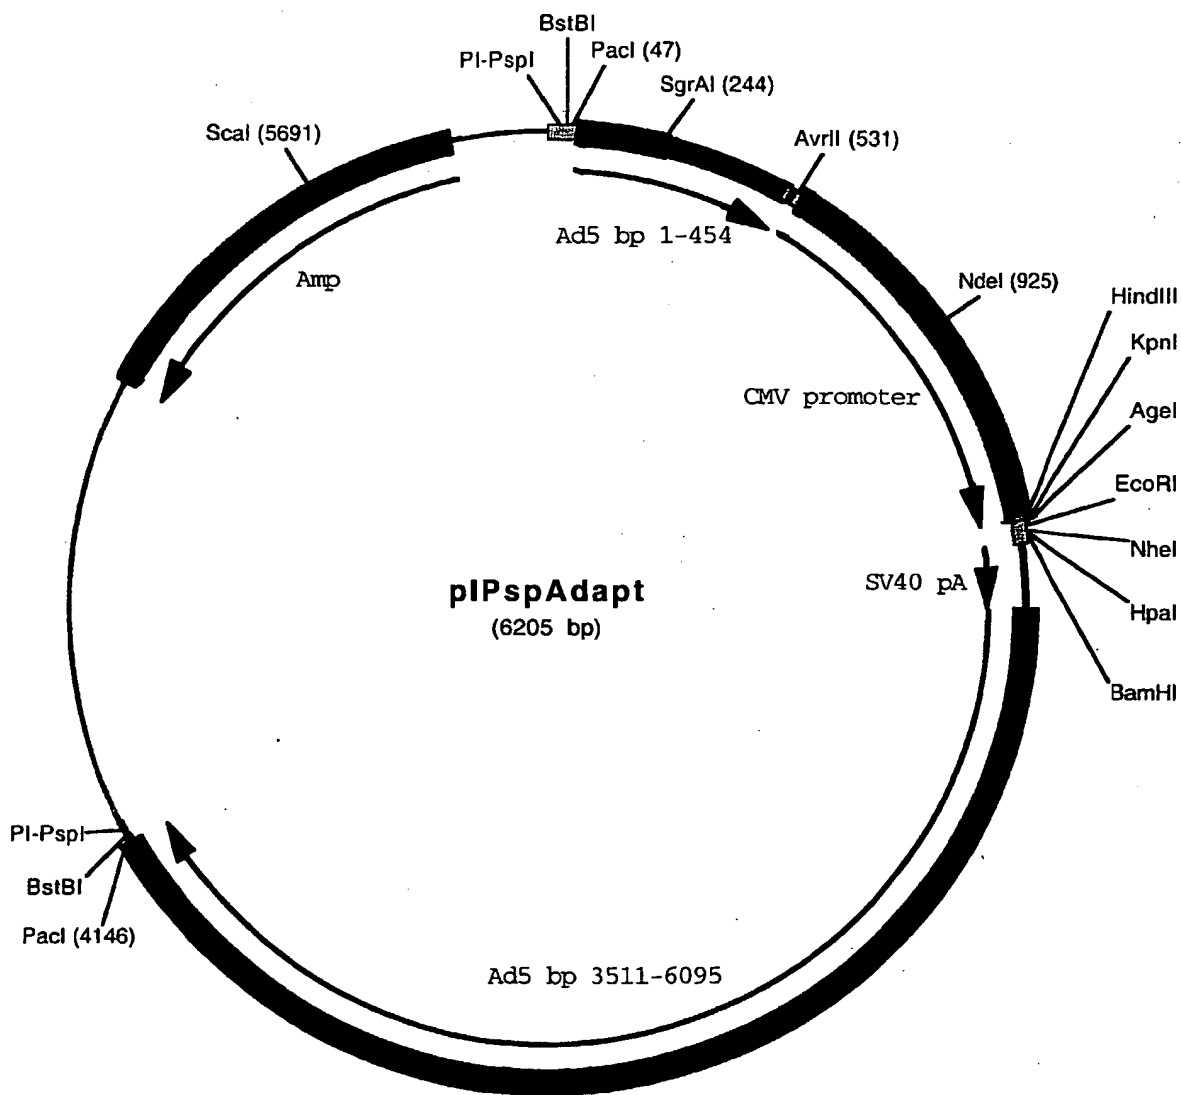 BstBI
PI-PspI
PacI (47)
SgrAI (244)
ScaI (5691)
AvrII (531)
Ad5 bp 1-454
Amp
NdeI (925)
HindIII
KpnI
CMV promoter
AgeI
EcoRI
NheI
SV40 pA
pIPspAdapt
(6205 bp)
HpaI
BamHI
PI-PspI
BstBI
PacI (4146)
Ad5 bp 3511-6095